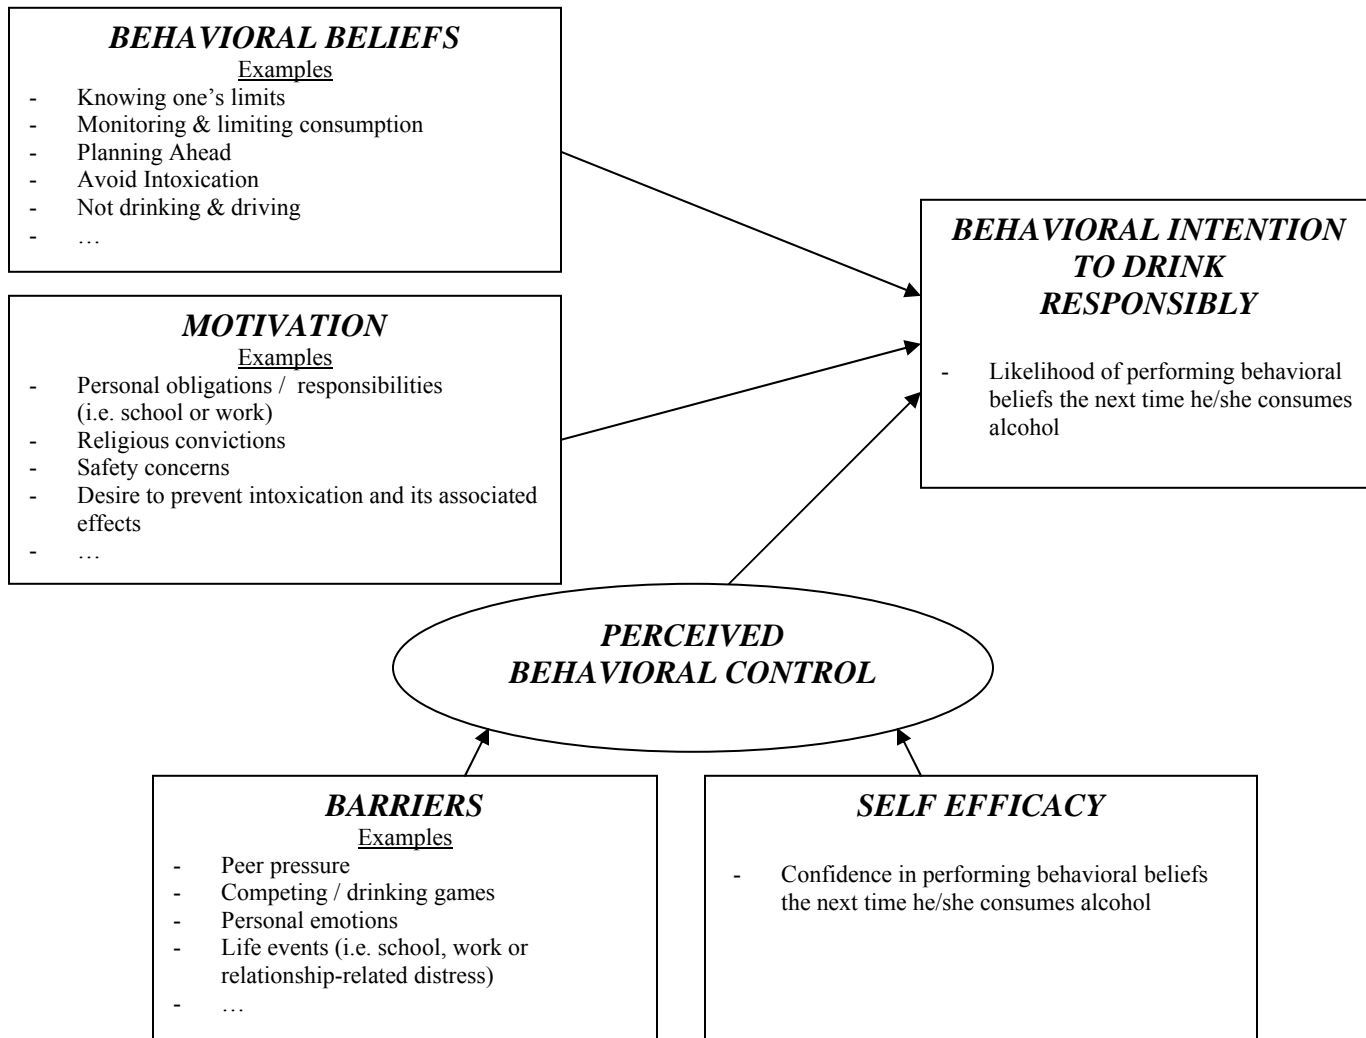 BEHAVIORAL BELIEFS
Examples
- Knowing one’s limits
- Monitoring & limiting consumption
- Planning Ahead
- Avoid Intoxication
- Not drinking & driving
- …
MOTIVATION
Examples
- Personal obligations / responsibilities
(i.e. school or work)
- Religious convictions
- Safety concerns
- Desire to prevent intoxication and its associated
effects
- …
BEHAVIORAL INTENTION
TO DRINK
RESPONSIBLY
- Likelihood of performing behavioral
beliefs the next time he/she consumes
alcohol
PERCEIVED
BEHAVIORAL CONTROL
BARRIERS
Examples
- Peer pressure
- Competing / drinking games
- Personal emotions
- Life events (i.e. school, work or
relationship-related distress)
- …
SELF EFFICACY
- Confidence in performing behavioral beliefs
the next time he/she consumes alcohol